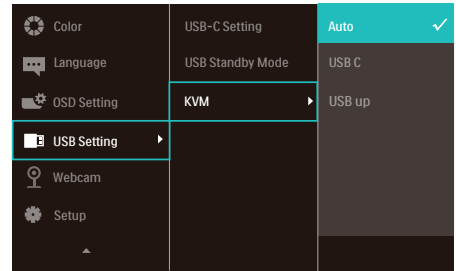 Color
Language
OSD Setting
USB Setting
Webcam
Setup
USB-C Setting
USB Standby Mode
KVM
Auto
USB C
USB up